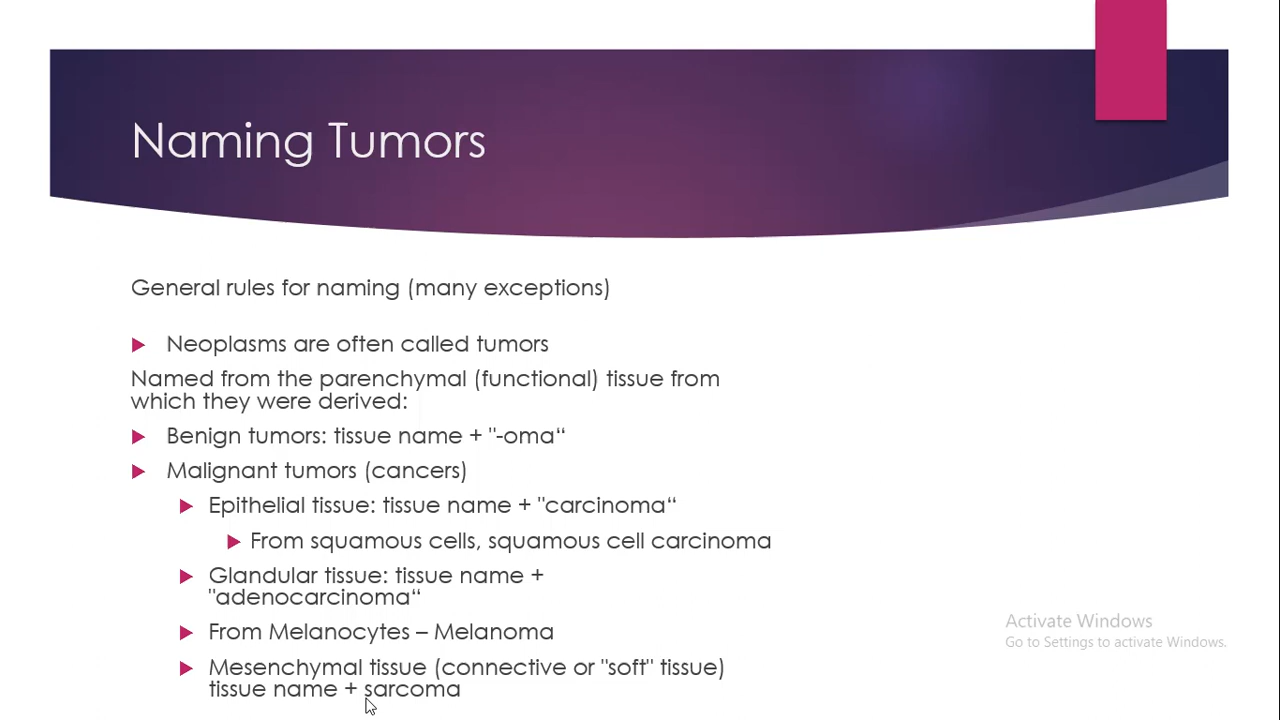 Naming Tumors
General rules for naming (many exceptions)
Neoplasms are often called tumors
Named from the parenchymal (functional) tissue from
which they were derived:
Benign tumors: tissue name + "-oma“
Malignant tumors (cancers)
Epithelial tissue: tissue name + "carcinoma“
From squamous cells, squamous cell carcinoma
Glandular tissue: tissue name +
"adenocarcinoma“
From Melanocytes – Melanoma
Mesenchymal tissue (connective or "soft" tissue)
tissue name + sarcoma
Activate Windows
Go to Settings to activate Windows.